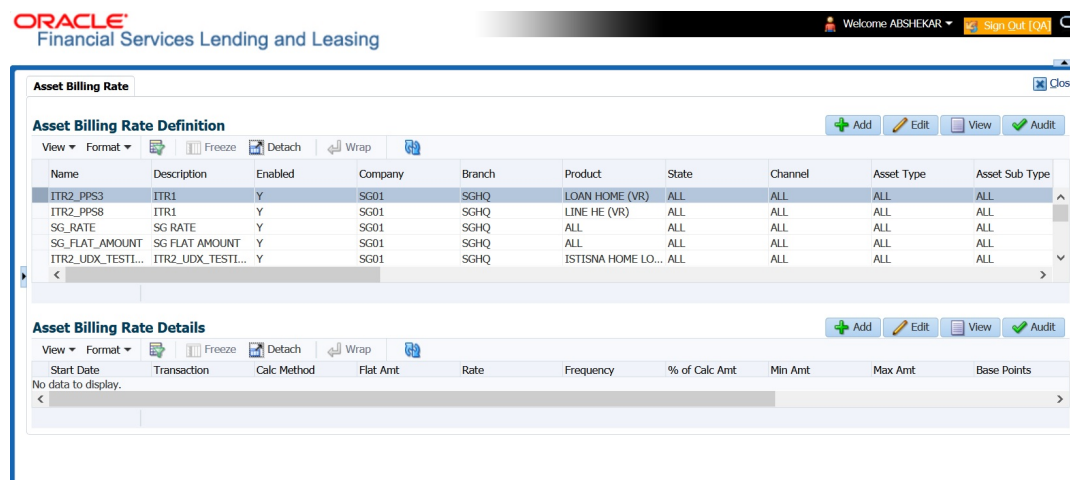 ORACLE
Financial Services Lending and Leasing
Welcome ABSHEKAR
Sign Out [QA]
Asset Billing Rate
Asset Billing Rate Definition
Add Edit View Audit
View Format Freeze Detach Wrap
Name Description Enabled Company Branch Product State Channel Asset Type Asset Sub Type
ITR2_PPS3 ITR1 Y SG01 SGHQ LOAN HOME (VR) ALL ALL ALL ALL
ITR2_PPS8 ITR1 Y SG01 SGHQ LINE HE (VR) ALL ALL ALL ALL
SG_RATE SG RATE Y SG01 SGHQ ALL ALL ALL ALL ALL
SG_FLAT_AMOUNT SG FLAT AMOUNT Y SG01 SGHQ ALL ALL ALL ALL ALL
ITR2_UDX_TESTI... ITR2_UDX_TESTI... Y SG01 SGHQ ISTISNA HOME LO... ALL ALL ALL ALL
Asset Billing Rate Details
Add Edit View Audit
View Format Freeze Detach Wrap
Start Date Transaction Calc Method Flat Amt Rate Frequency % of Calc Amt Min Amt Max Amt Base Points
No data to display.